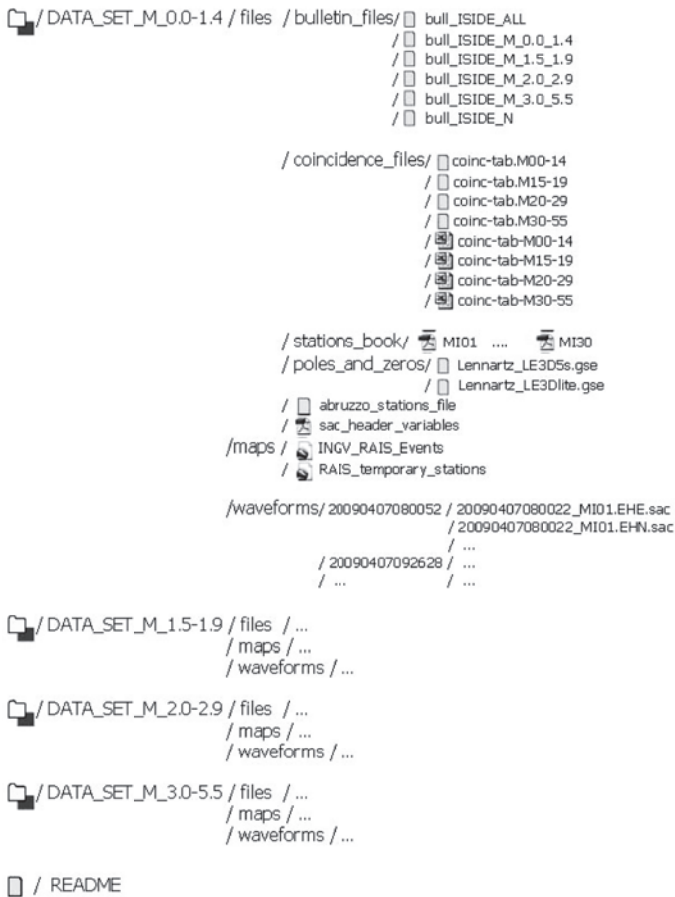 / DATA_SET_M_0.0-1.4 / files / bulletin_files/ bull_ISIDE_ALL
/ bull_ISIDE_M_0.0_1.4
/ bull_ISIDE_M_1.5_1.9
/ bull_ISIDE_M_2.0_2.9
/ bull_ISIDE_M_3.0_5.5
/ bull_ISIDE_N
/ coincidence_files/ coinc-tab.M00-14
/ coinc-tab.M15-19
/ coinc-tab.M20-29
/ coinc-tab.M30-55
/ coinc-tab-M00-14
/ coinc-tab-M15-19
/ coinc-tab-M20-29
/ coinc-tab-M30-55
/ stations_book/ MI01 .... MI30
/ poles_and_zeros/ Lennartz_LE3D5s.gse
/ Lennartz_LE3Dlite.gse
/ abruzzo_stations_file
/ sac_header_variables
/maps / INGV_RAIS_Events
/ RAIS_temporary_stations
/waveforms/ 20090407080052 / 20090407080022_MI01.EHE.sac
/ 20090407080022_MI01.EHN.sac
/ ...
/ 20090407092628 / ...
/ ... / ...
/ DATA_SET_M_1.5-1.9 / files / ...
/ maps / ...
/ waveforms / ...
/ DATA_SET_M_2.0-2.9 / files / ...
/ maps / ...
/ waveforms / ...
/ DATA_SET_M_3.0-5.5 / files / ...
/ maps / ...
/ waveforms / ...
/ README